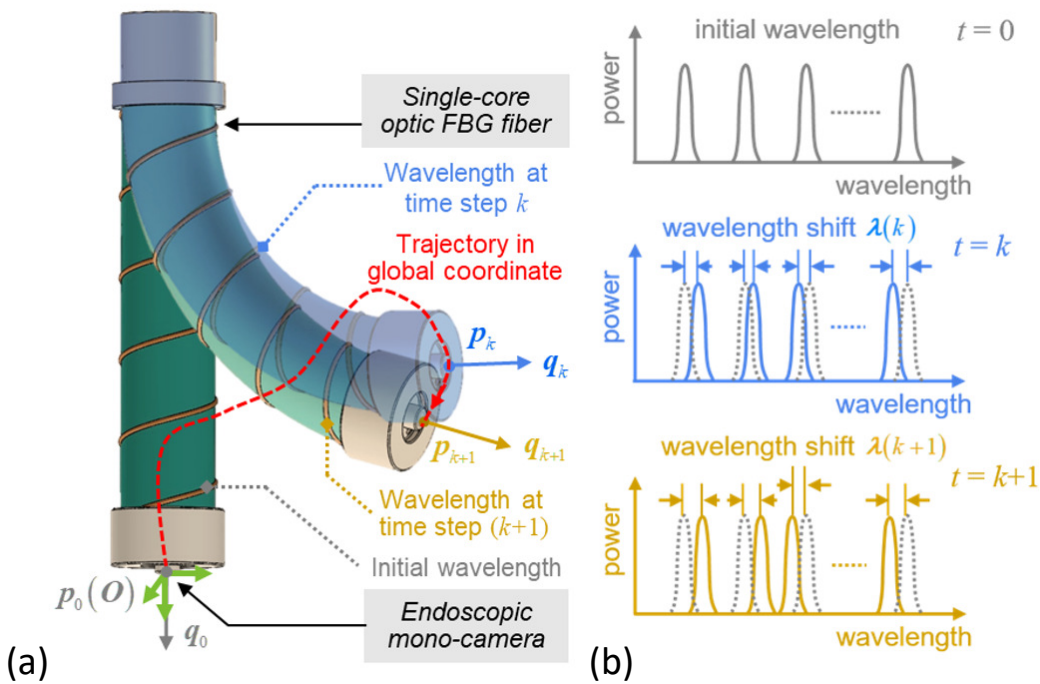 Single-core
optic FBG fiber
Wavelength at
time step k
Trajectory in
global coordinate
p_k
q_k
p_{k+1}
q_{k+1}
Wavelength at
time step (k+1)
Initial wavelength
p_0(O)
q_0
Endoscopic
mono-camera
(a)
initial wavelength
t = 0
power
wavelength
wavelength shift λ(k)
t = k
power
wavelength
wavelength shift λ(k+1)
t = k+1
power
wavelength
(b)